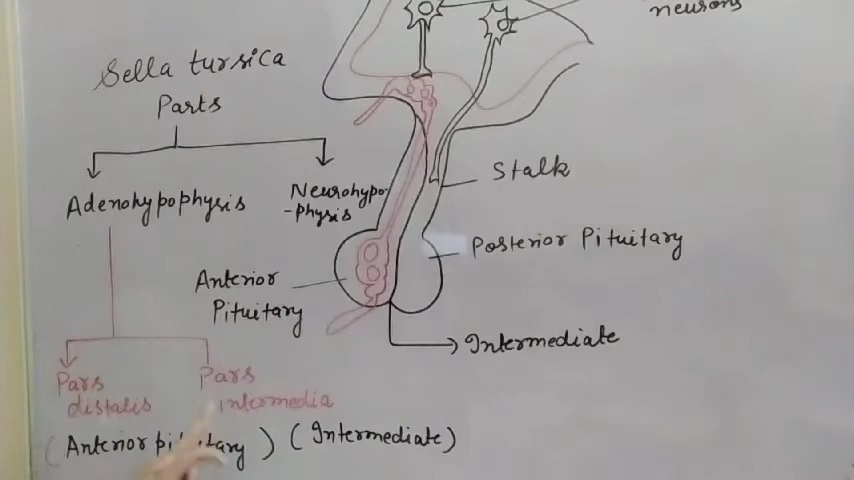 neurons
Sella tursica
Parts
Adenohypophysis
Neurohypo-
-physis
Stalk
Posterior Pituitary
Anterior
Pituitary
Intermediate
Pars
distalis
Pars
intermedia
(Anterior pituitary) (Intermediate)